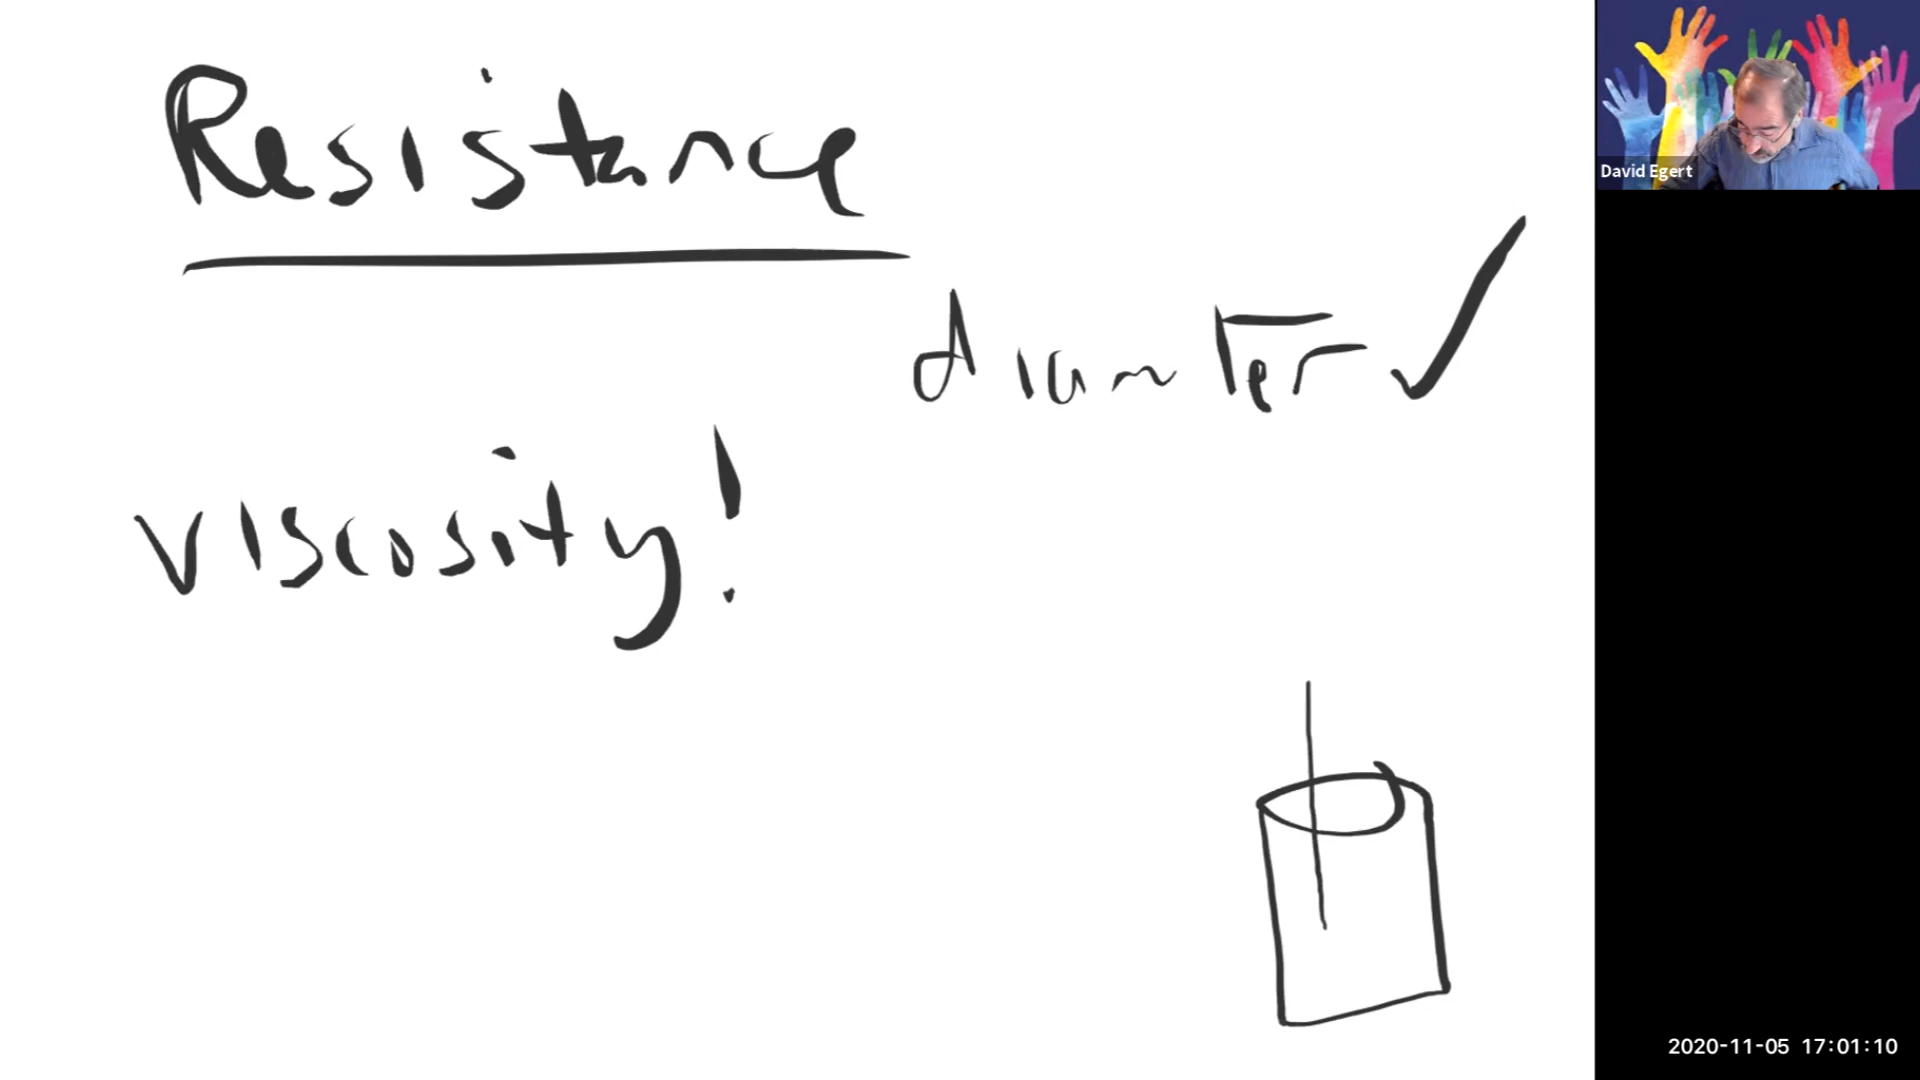 Resistance
diamter ✓
viscosity!
David Egert
2020-11-05 17:01:10